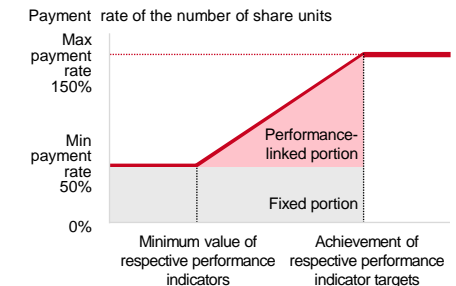 Payment rate of the number of share units
Max
payment
rate
150%
Min
payment
rate
50%
0%
Performance-
linked portion
Fixed portion
Minimum value of
respective performance
indicators
Achievement of
respective performance
indicator targets